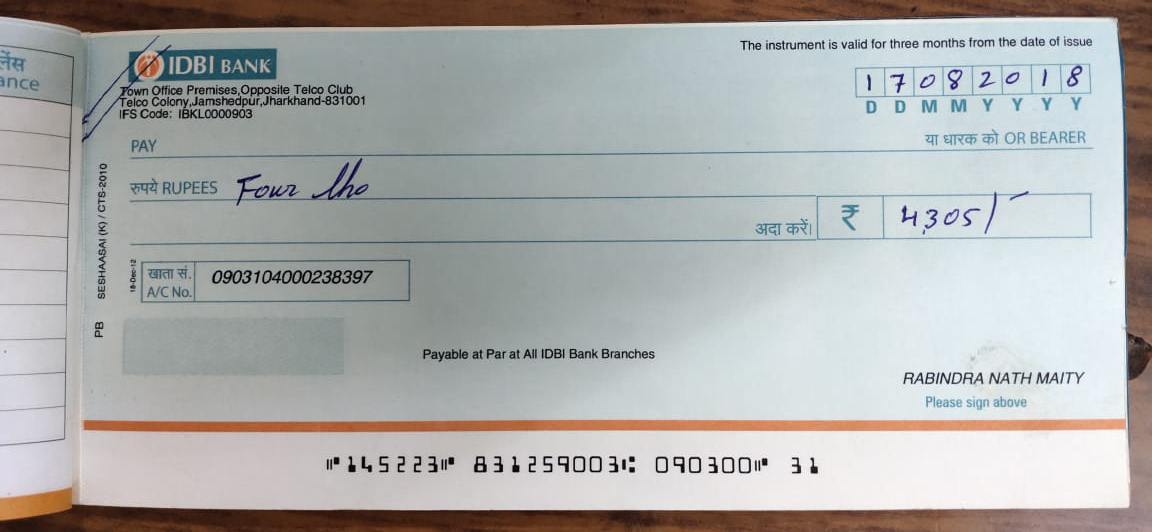 लेंस
ance
IDBI BANK
Town Office Premises,Opposite Telco Club
Telco Colony,Jamshedpur,Jharkhand-831001
IFS Code: IBKL0000903
The instrument is valid for three months from the date of issue
1 7 0 8 2 0 1 8
D D M M Y Y Y Y
PAY
या धारक को OR BEARER
रुपये RUPEES Four tho
अदा करें। ₹ 4,305/-
खाता सं. A/C No. 0903104000238397
SESHAASAI (K) / CTS-2010
18-Dec-12
PB
Payable at Par at All IDBI Bank Branches
RABINDRA NATH MAITY
Please sign above
⑈145223⑈ 831259003⑆ 090300⑈ 31